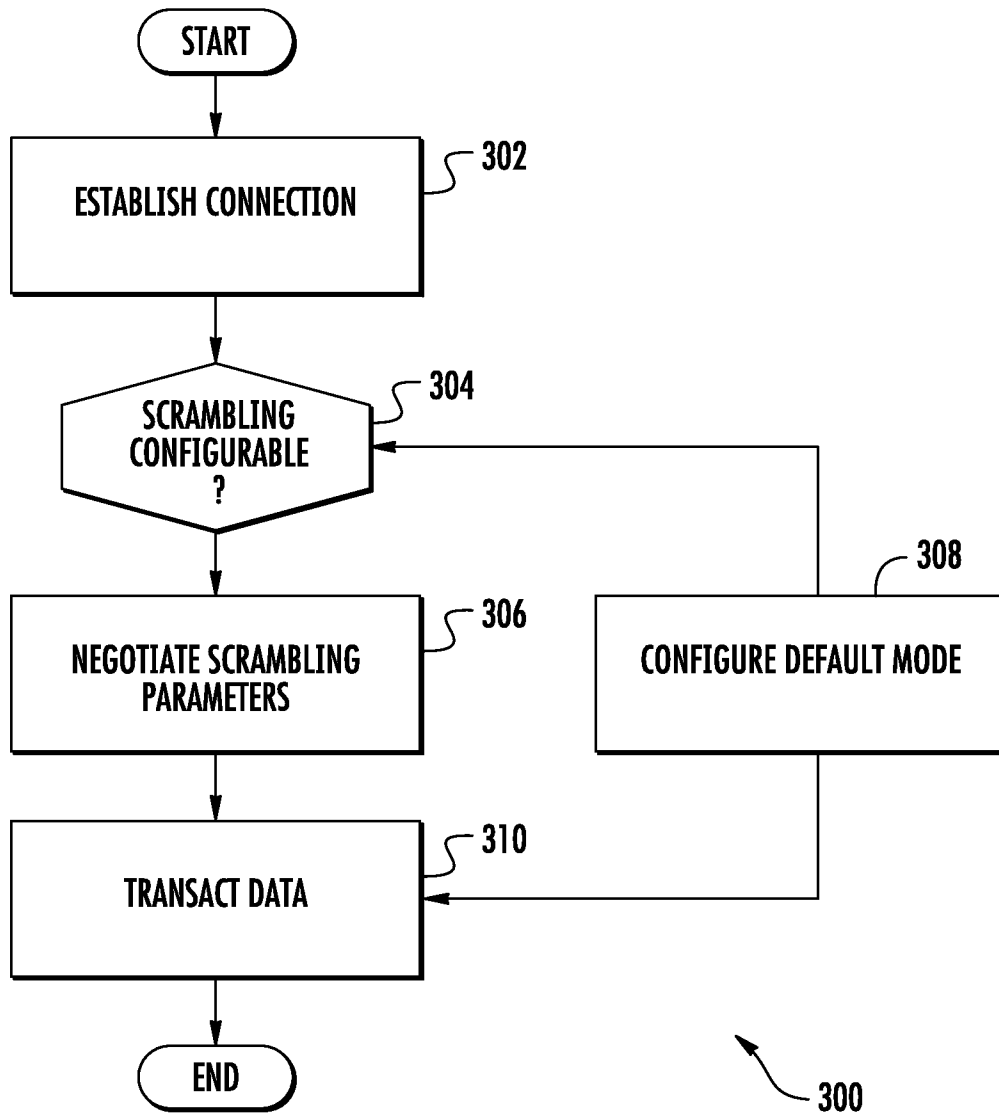 START
302
ESTABLISH CONNECTION
304
SCRAMBLING
CONFIGURABLE
?
306
NEGOTIATE SCRAMBLING
PARAMETERS
308
CONFIGURE DEFAULT MODE
310
TRANSACT DATA
END
300